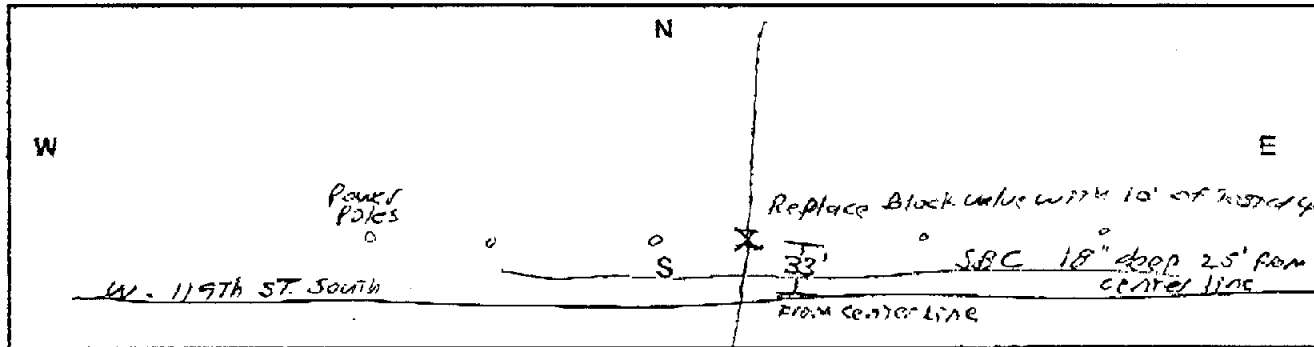 N
W
E
Power
Poles
Replace Block valve with 10' of
S
33'
SBC 18" deep 25' from
center line
W. 119Th ST. South
From center line